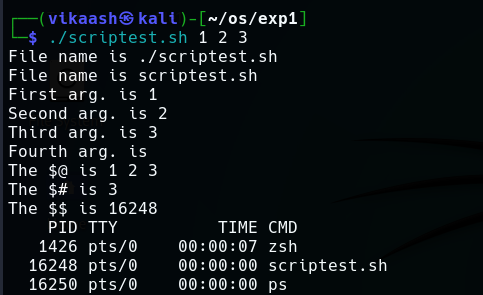 ┌──(vikaash㉿kali)-[~/os/exp1]
└─$ ./scriptest.sh 1 2 3
File name is ./scriptest.sh
File name is scriptest.sh
First arg. is 1
Second arg. is 2
Third arg. is 3
Fourth arg. is
The $@ is 1 2 3
The $# is 3
The $$ is 16248
    PID TTY          TIME CMD
   1426 pts/0    00:00:07 zsh
  16248 pts/0    00:00:00 scriptest.sh
  16250 pts/0    00:00:00 ps